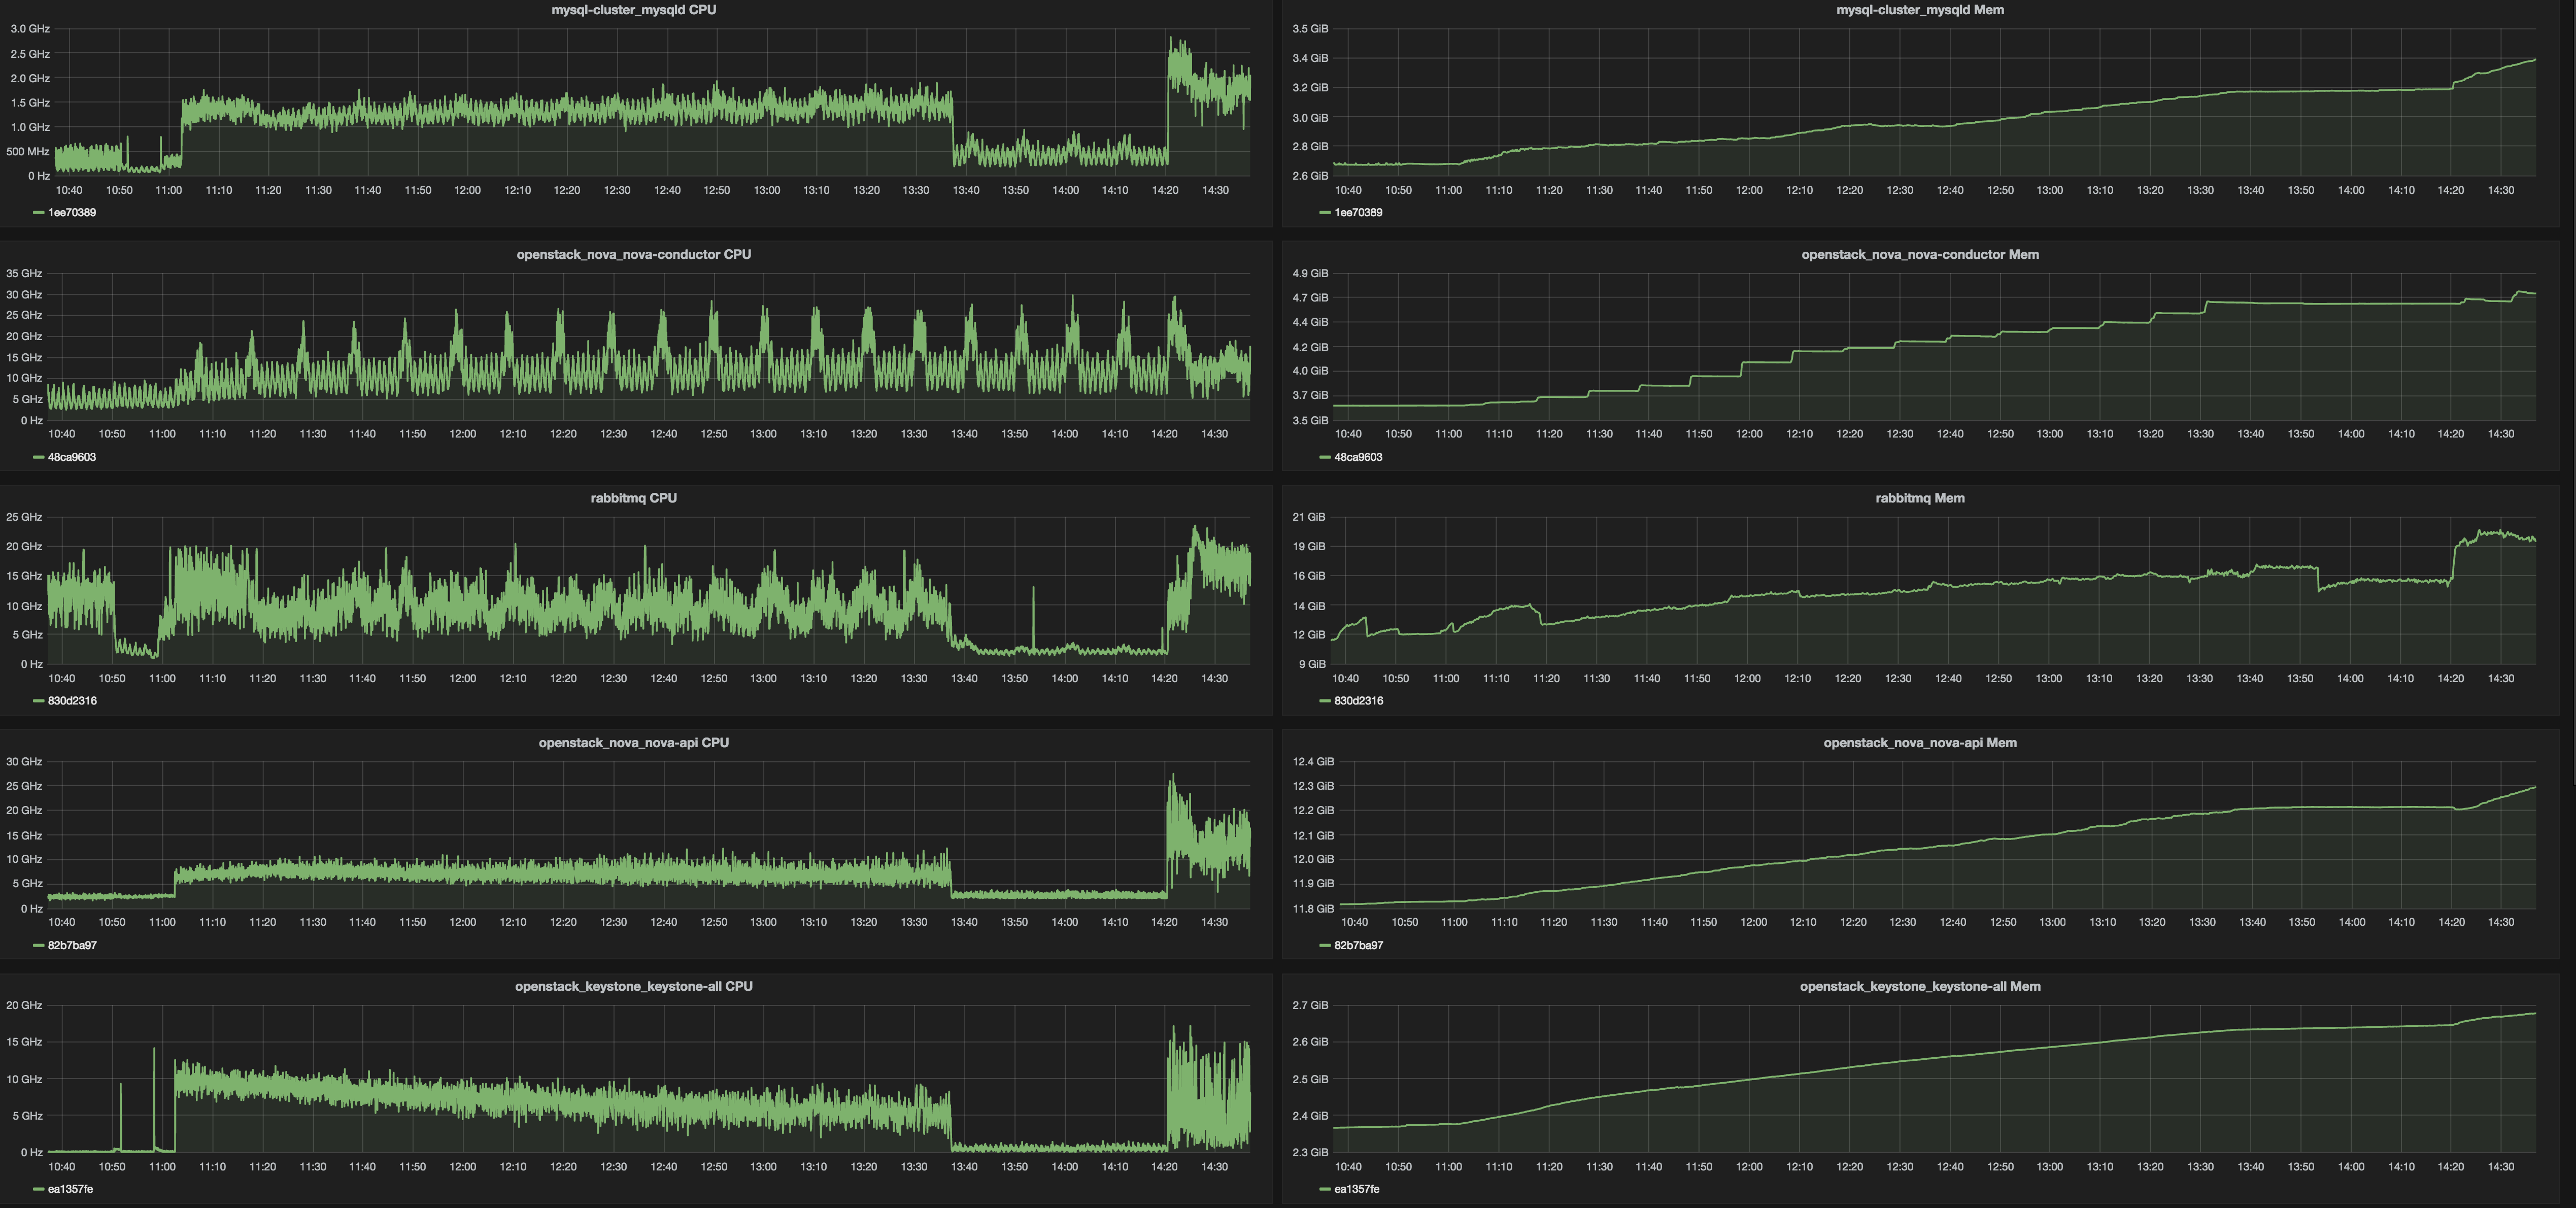 mysql-cluster_mysqld CPU
3.0 GHz
2.5 GHz
2.0 GHz
1.5 GHz
1.0 GHz
500 MHz
0 Hz
10:40 10:50 11:00 11:10 11:20 11:30 11:40 11:50 12:00 12:10 12:20 12:30 12:40 12:50 13:00 13:10 13:20 13:30 13:40 13:50 14:00 14:10 14:20 14:30
1ee70389
mysql-cluster_mysqld Mem
3.5 GiB
3.4 GiB
3.2 GiB
3.0 GiB
2.8 GiB
2.6 GiB
10:40 10:50 11:00 11:10 11:20 11:30 11:40 11:50 12:00 12:10 12:20 12:30 12:40 12:50 13:00 13:10 13:20 13:30 13:40 13:50 14:00 14:10 14:20 14:30
1ee70389
openstack_nova_nova-conductor CPU
35 GHz
30 GHz
25 GHz
20 GHz
15 GHz
10 GHz
5 GHz
0 Hz
10:40 10:50 11:00 11:10 11:20 11:30 11:40 11:50 12:00 12:10 12:20 12:30 12:40 12:50 13:00 13:10 13:20 13:30 13:40 13:50 14:00 14:10 14:20 14:30
48ca9603
openstack_nova_nova-conductor Mem
4.9 GiB
4.7 GiB
4.4 GiB
4.2 GiB
4.0 GiB
3.7 GiB
3.5 GiB
10:40 10:50 11:00 11:10 11:20 11:30 11:40 11:50 12:00 12:10 12:20 12:30 12:40 12:50 13:00 13:10 13:20 13:30 13:40 13:50 14:00 14:10 14:20 14:30
48ca9603
rabbitmq CPU
25 GHz
20 GHz
15 GHz
10 GHz
5 GHz
0 Hz
10:40 10:50 11:00 11:10 11:20 11:30 11:40 11:50 12:00 12:10 12:20 12:30 12:40 12:50 13:00 13:10 13:20 13:30 13:40 13:50 14:00 14:10 14:20 14:30
830d2316
rabbitmq Mem
21 GiB
19 GiB
16 GiB
14 GiB
12 GiB
9 GiB
10:40 10:50 11:00 11:10 11:20 11:30 11:40 11:50 12:00 12:10 12:20 12:30 12:40 12:50 13:00 13:10 13:20 13:30 13:40 13:50 14:00 14:10 14:20 14:30
830d2316
openstack_nova_nova-api CPU
30 GHz
25 GHz
20 GHz
15 GHz
10 GHz
5 GHz
0 Hz
10:40 10:50 11:00 11:10 11:20 11:30 11:40 11:50 12:00 12:10 12:20 12:30 12:40 12:50 13:00 13:10 13:20 13:30 13:40 13:50 14:00 14:10 14:20 14:30
82b7ba97
openstack_nova_nova-api Mem
12.4 GiB
12.3 GiB
12.2 GiB
12.1 GiB
12.0 GiB
11.9 GiB
11.8 GiB
10:40 10:50 11:00 11:10 11:20 11:30 11:40 11:50 12:00 12:10 12:20 12:30 12:40 12:50 13:00 13:10 13:20 13:30 13:40 13:50 14:00 14:10 14:20 14:30
82b7ba97
openstack_keystone_keystone-all CPU
20 GHz
15 GHz
10 GHz
5 GHz
0 Hz
10:40 10:50 11:00 11:10 11:20 11:30 11:40 11:50 12:00 12:10 12:20 12:30 12:40 12:50 13:00 13:10 13:20 13:30 13:40 13:50 14:00 14:10 14:20 14:30
ea1357fe
openstack_keystone_keystone-all Mem
2.7 GiB
2.6 GiB
2.5 GiB
2.4 GiB
2.3 GiB
10:40 10:50 11:00 11:10 11:20 11:30 11:40 11:50 12:00 12:10 12:20 12:30 12:40 12:50 13:00 13:10 13:20 13:30 13:40 13:50 14:00 14:10 14:20 14:30
ea1357fe